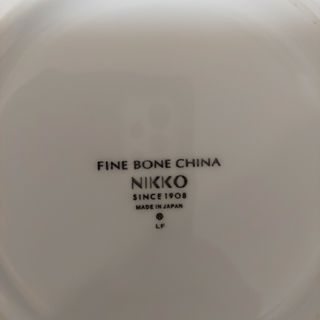 FINE BONE CHINA
NIKKO
SINCE 1908
MADE IN JAPAN
LF